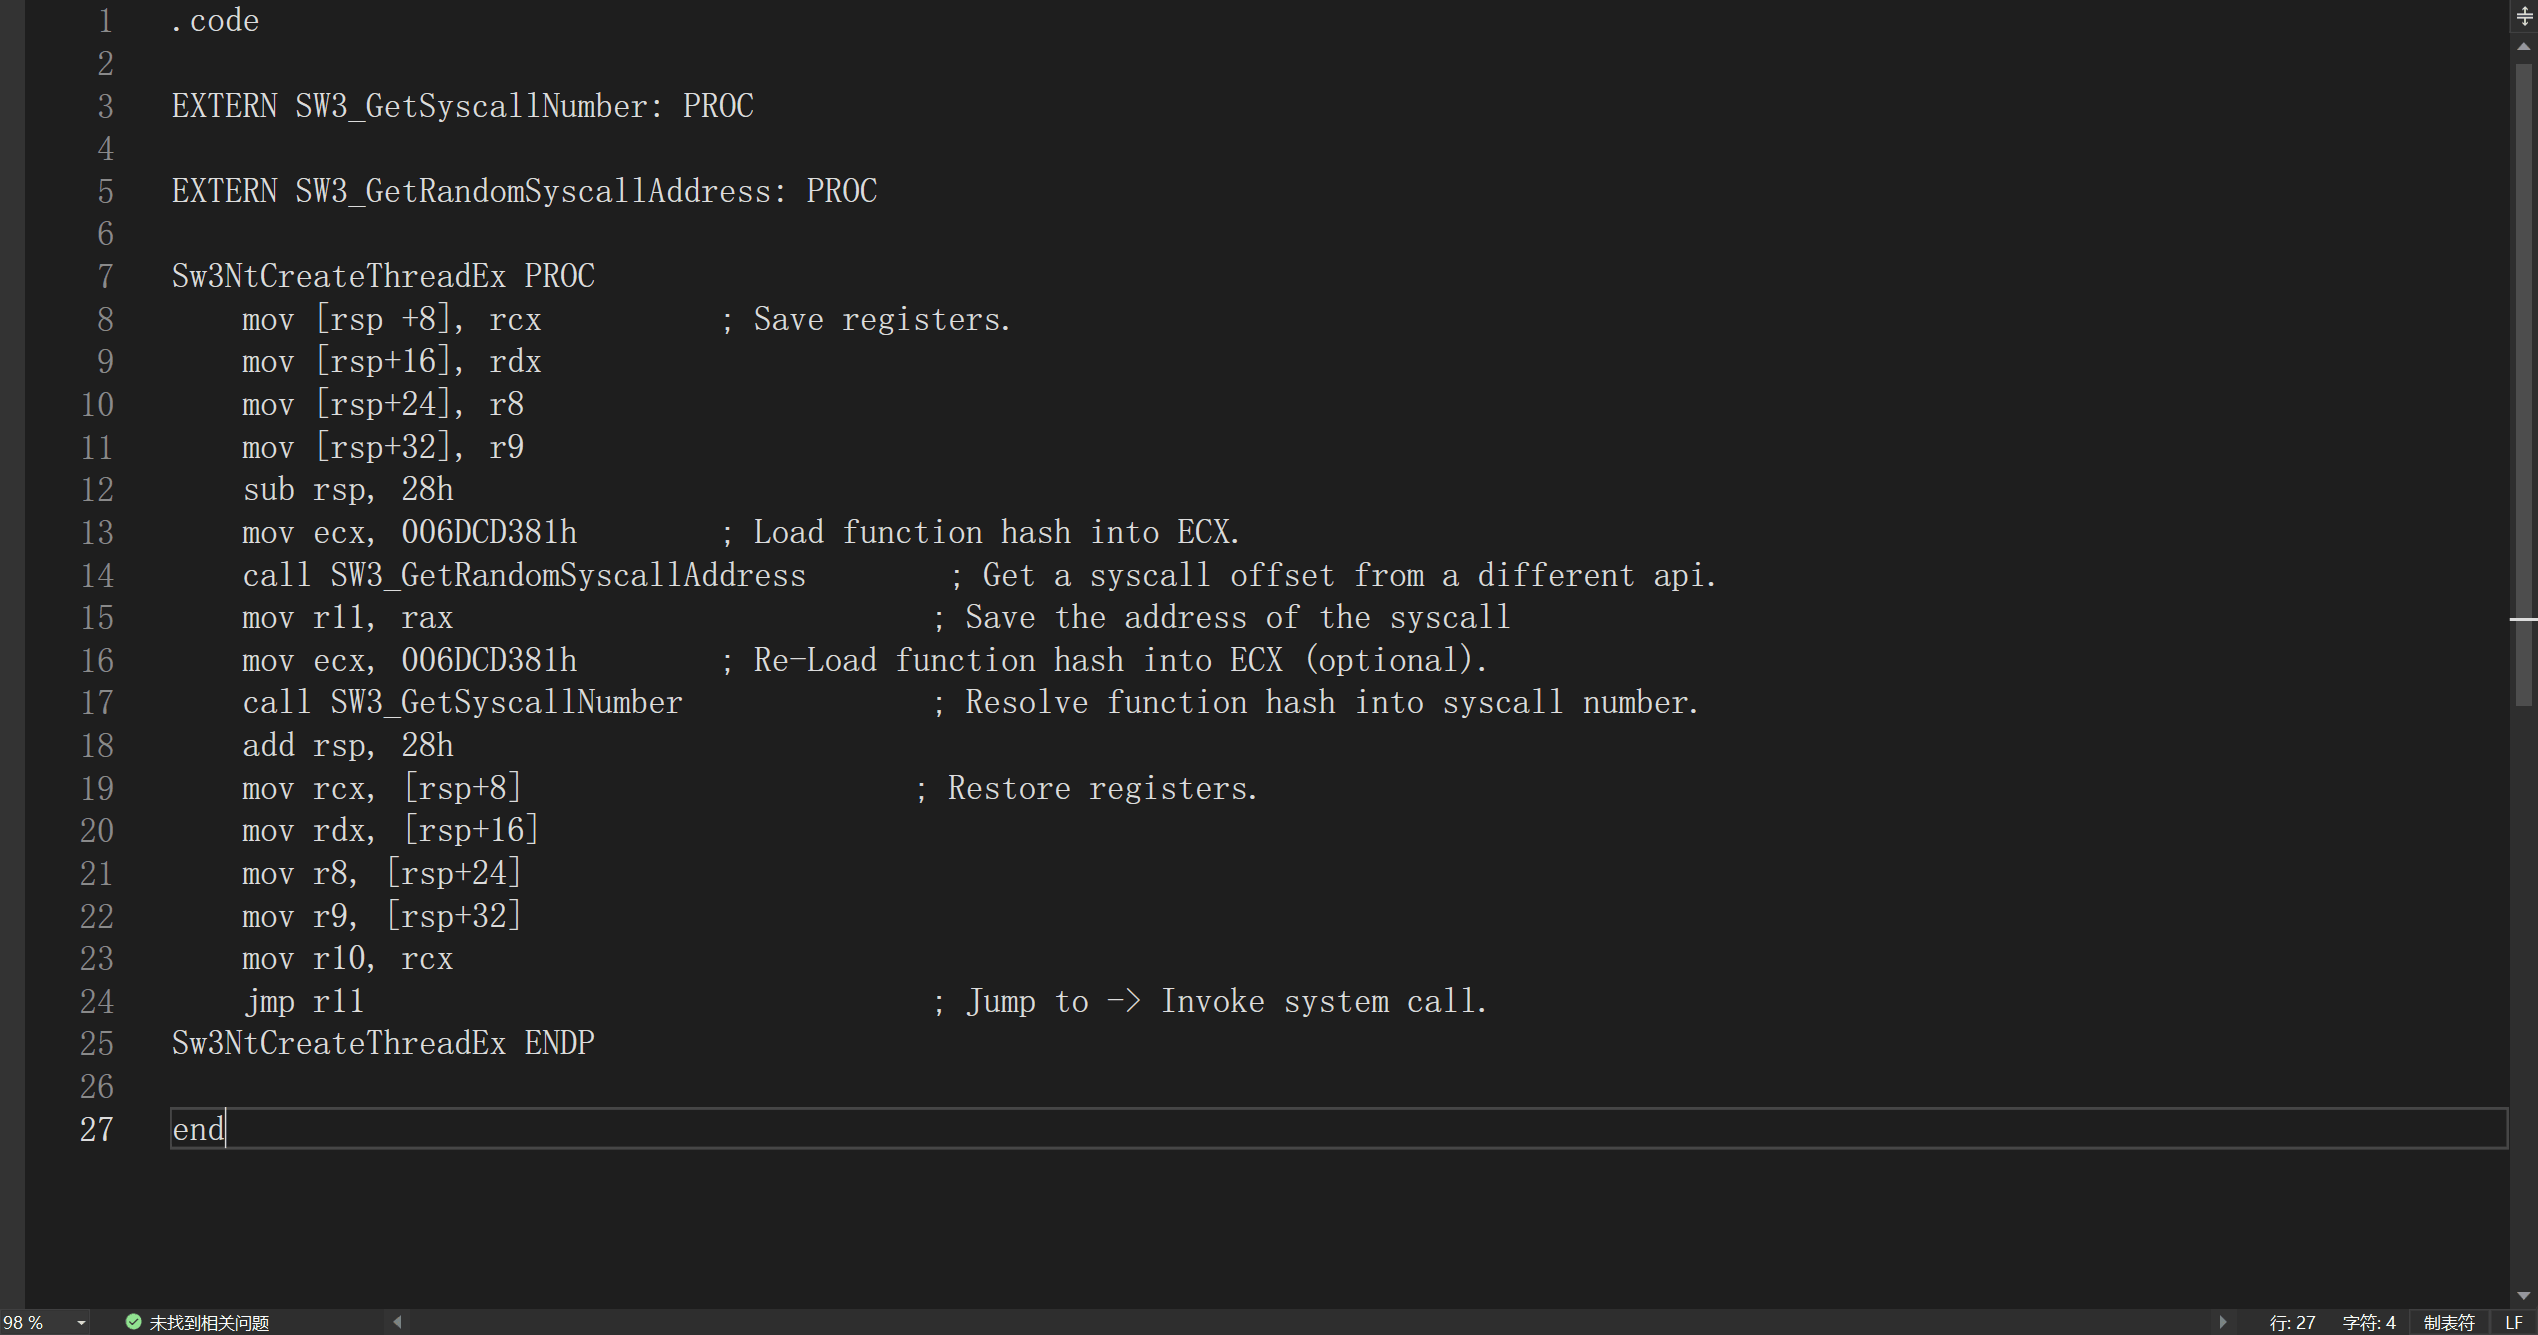 1 .code
2
3 EXTERN SW3_GetSyscallNumber: PROC
4
5 EXTERN SW3_GetRandomSyscallAddress: PROC
6
7 Sw3NtCreateThreadEx PROC
8 mov [rsp +8], rcx ; Save registers.
9 mov [rsp+16], rdx
10 mov [rsp+24], r8
11 mov [rsp+32], r9
12 sub rsp, 28h
13 mov ecx, 006DCD381h ; Load function hash into ECX.
14 call SW3_GetRandomSyscallAddress ; Get a syscall offset from a different api.
15 mov r11, rax ; Save the address of the syscall
16 mov ecx, 006DCD381h ; Re-Load function hash into ECX (optional).
17 call SW3_GetSyscallNumber ; Resolve function hash into syscall number.
18 add rsp, 28h
19 mov rcx, [rsp+8] ; Restore registers.
20 mov rdx, [rsp+16]
21 mov r8, [rsp+24]
22 mov r9, [rsp+32]
23 mov r10, rcx
24 jmp r11 ; Jump to -> Invoke system call.
25 Sw3NtCreateThreadEx ENDP
26
27 end
98 % 未找到相关问题 行: 27 字符: 4 制表符 LF